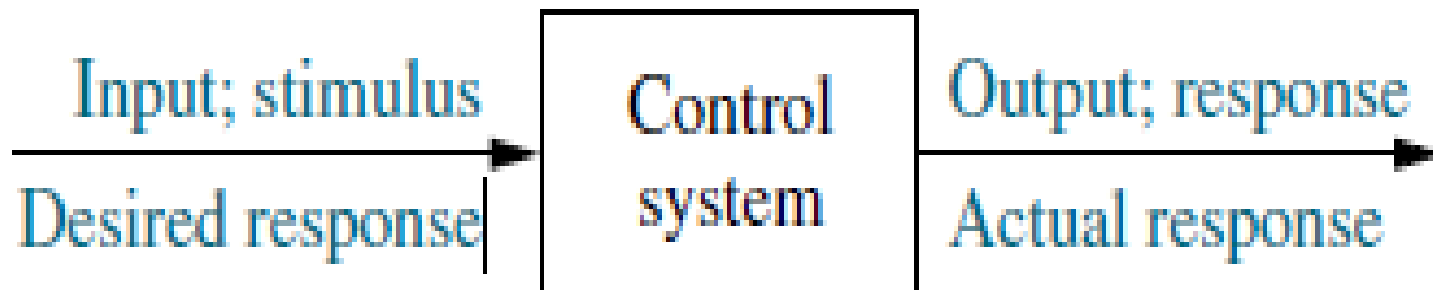 Input; stimulus
Desired response
Control
system
Output; response
Actual response